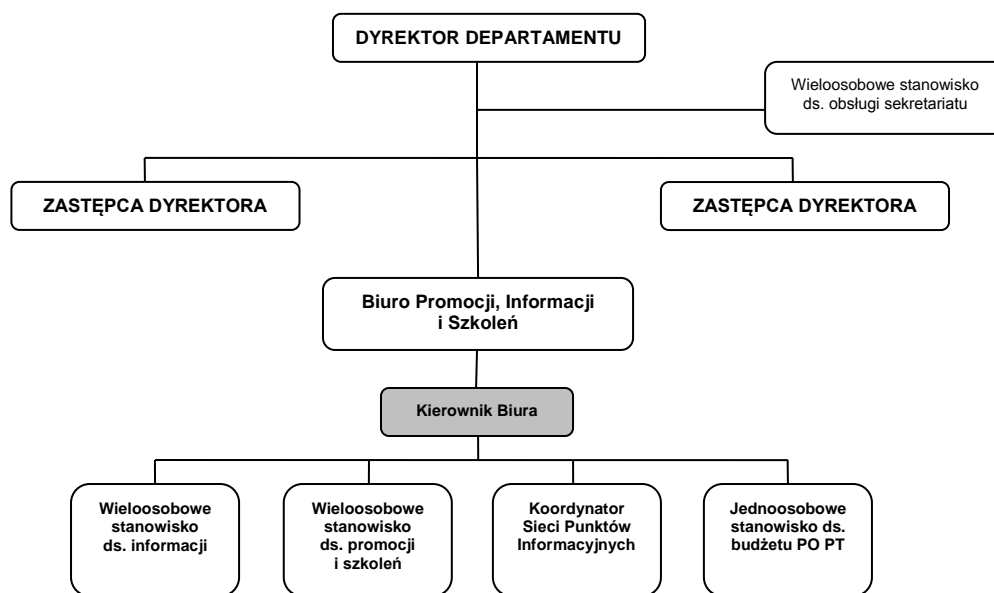 DYREKTOR DEPARTAMENTU
Wieloosobowe stanowisko
ds. obsługi sekretariatu
ZASTĘPCA DYREKTORA
ZASTĘPCA DYREKTORA
Biuro Promocji, Informacji
i Szkoleń
Kierownik Biura
Wieloosobowe
stanowisko
ds. informacji
Wieloosobowe
stanowisko
ds. promocji
i szkoleń
Koordynator
Sieci Punktów
Informacyjnych
Jednoosobowe
stanowisko ds.
budżetu PO PT